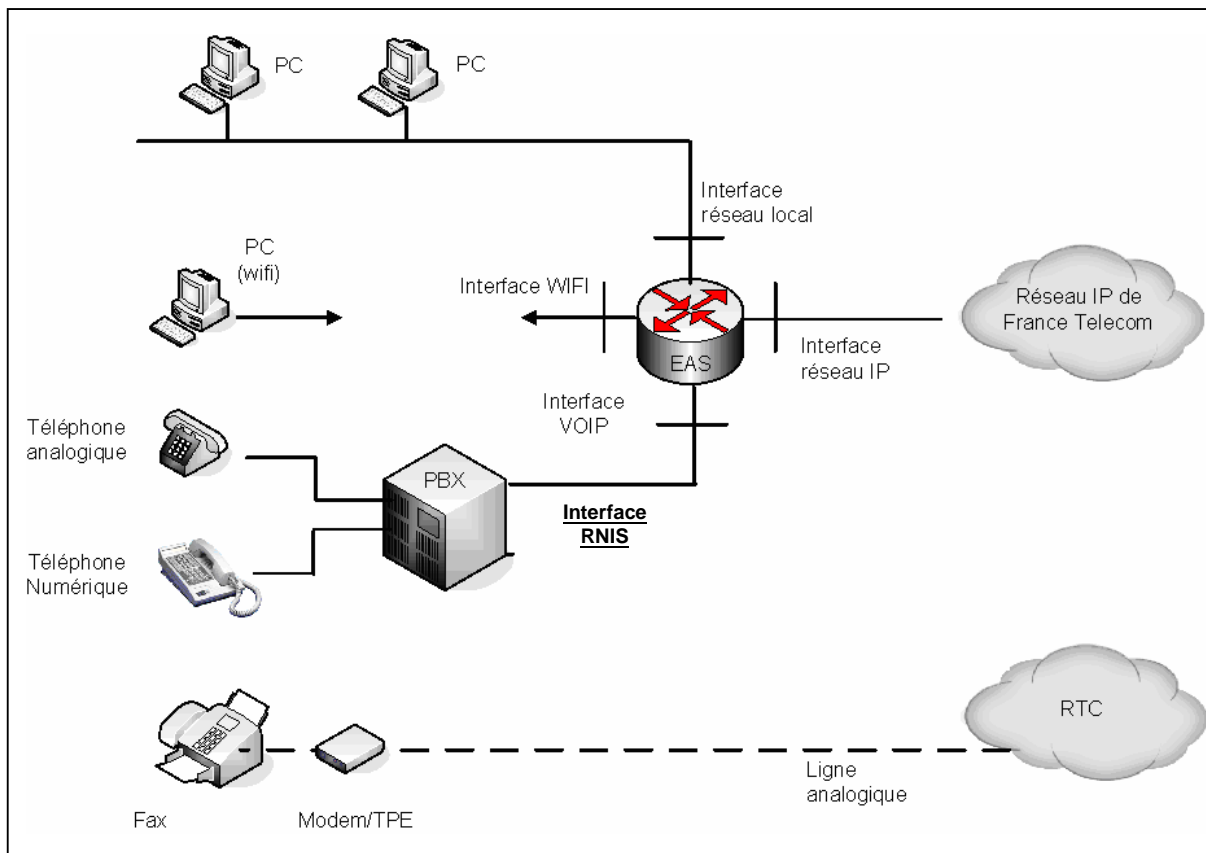 PC
PC
Interface
réseau local
PC
(wifi)
Interface WIFI
Réseau IP de
France Telecom
EAS
Interface
réseau IP
Interface
VOIP
Téléphone
analogique
PBX
Interface
RNIS
Téléphone
Numérique
RTC
Ligne
analogique
Fax
Modem/TPE